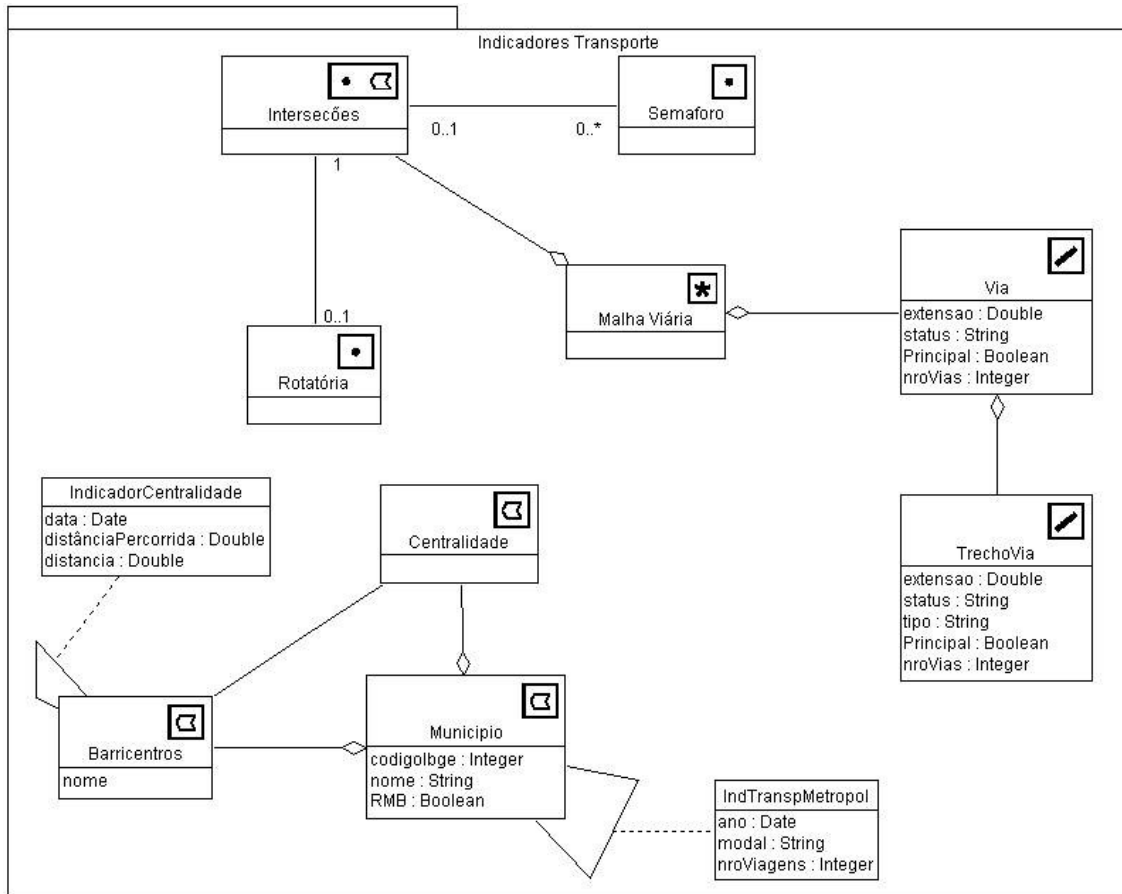 Indicadores Transporte
Intersecões
Semaforo
0..1
0..*
1
0..1
Rotatória
Malha Viária
Via
extensao : Double
status : String
Principal : Boolean
nroVias : Integer
TrechoVia
extensao : Double
status : String
tipo : String
Principal : Boolean
nroVias : Integer
IndicadorCentralidade
data : Date
distânciaPercorrida : Double
distancia : Double
Centralidade
Barricentros
nome
Municipio
codigoIbge : Integer
nome : String
RMB : Boolean
IndTranspMetropol
ano : Date
modal : String
nroViagens : Integer